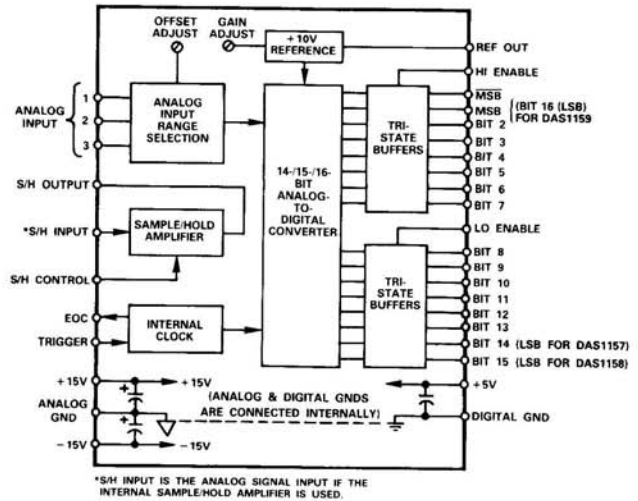 OFFSET
ADJUST
GAIN
ADJUST
+10V
REFERENCE
REF OUT
HI ENABLE
ANALOG
INPUT
1
2
3
ANALOG
INPUT
RANGE
SELECTION
14-/15-/16-
BIT
ANALOG-
TO-
DIGITAL
CONVERTER
TRI-
STATE
BUFFERS
MSB
MSB
BIT 2
(BIT 16 (LSB)
FOR DAS1159
BIT 3
BIT 4
BIT 5
BIT 6
BIT 7
S/H OUTPUT
*S/H INPUT
SAMPLE/HOLD
AMPLIFIER
S/H CONTROL
LO ENABLE
TRI-
STATE
BUFFERS
BIT 8
BIT 9
BIT 10
BIT 11
BIT 12
BIT 13
BIT 14 (LSB FOR DAS1157)
BIT 15 (LSB FOR DAS1158)
EOC
TRIGGER
INTERNAL
CLOCK
+15V
+15V
ANALOG
GND
-15V
-15V
(ANALOG & DIGITAL GNDS
ARE CONNECTED INTERNALLY)
+5V
DIGITAL GND
*S/H INPUT IS THE ANALOG SIGNAL INPUT IF THE
INTERNAL SAMPLE/HOLD AMPLIFIER IS USED.